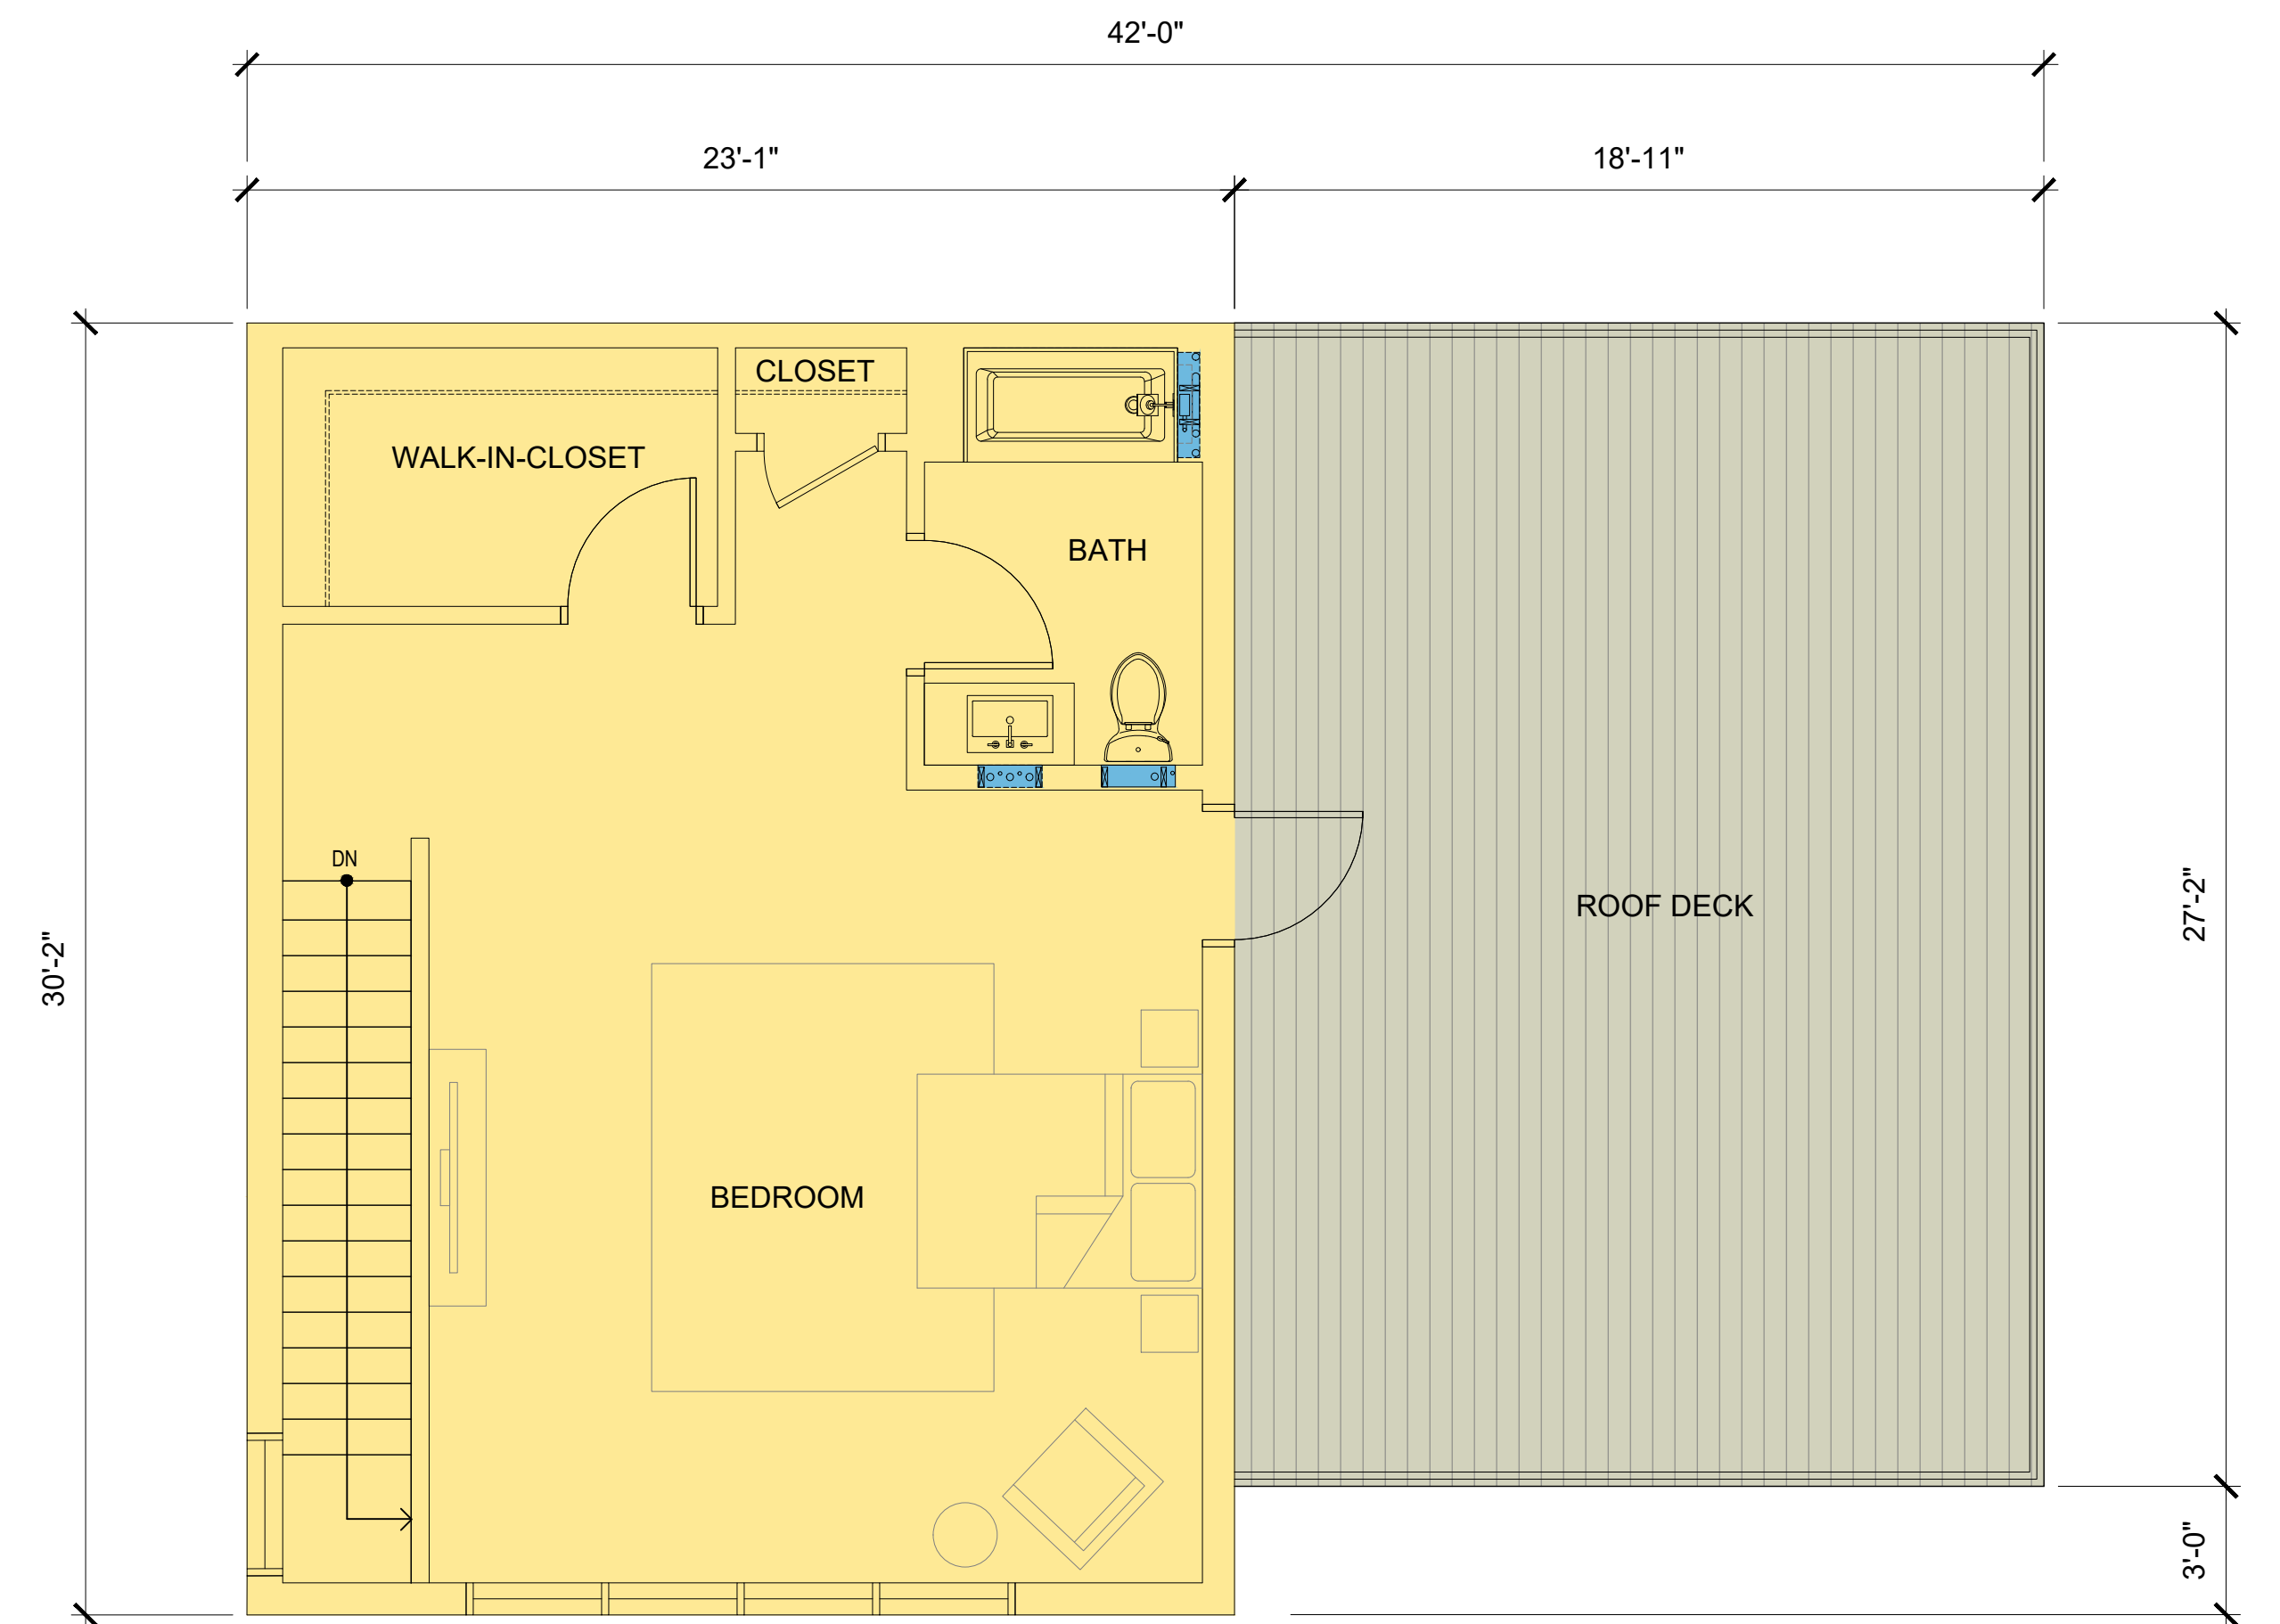 42'-0"
23'-1"
18'-11"
CLOSET
WALK-IN-CLOSET
BATH
DN
ROOF DECK
27'-2"
30'-2"
BEDROOM
3'-0"